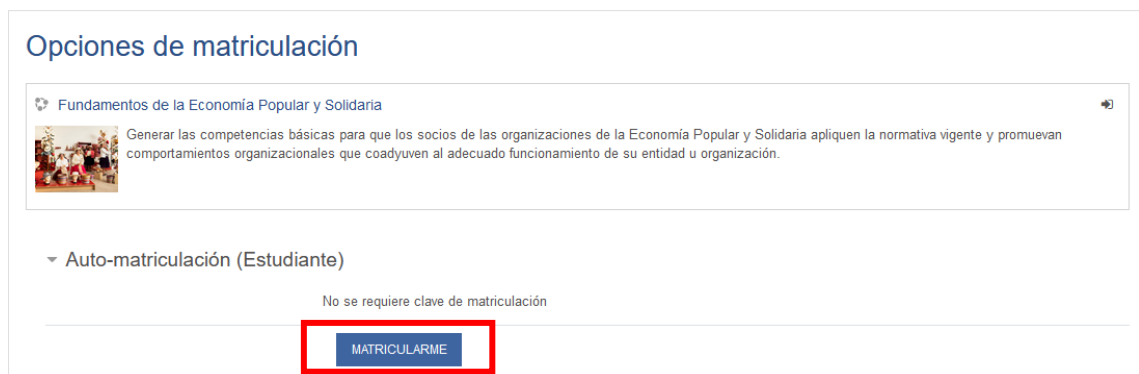 Opciones de matriculación
Fundamentos de la Economía Popular y Solidaria
Generar las competencias básicas para que los socios de las organizaciones de la Economía Popular y Solidaria apliquen la normativa vigente y promuevan
comportamientos organizacionales que coadyuven al adecuado funcionamiento de su entidad u organización.
Auto-matriculación (Estudiante)
No se requiere clave de matriculación
MATRICULARME